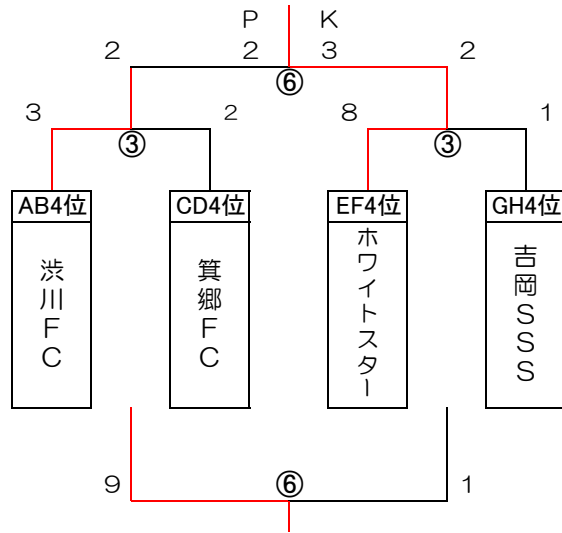 P K
2 2 3 2
⑥
3 2 8 1
③ ③
AB4位 CD4位 EF4位 GH4位
渋川FC
箕郷FC
ホワイトスター
吉岡SSS
9 ⑥ 1